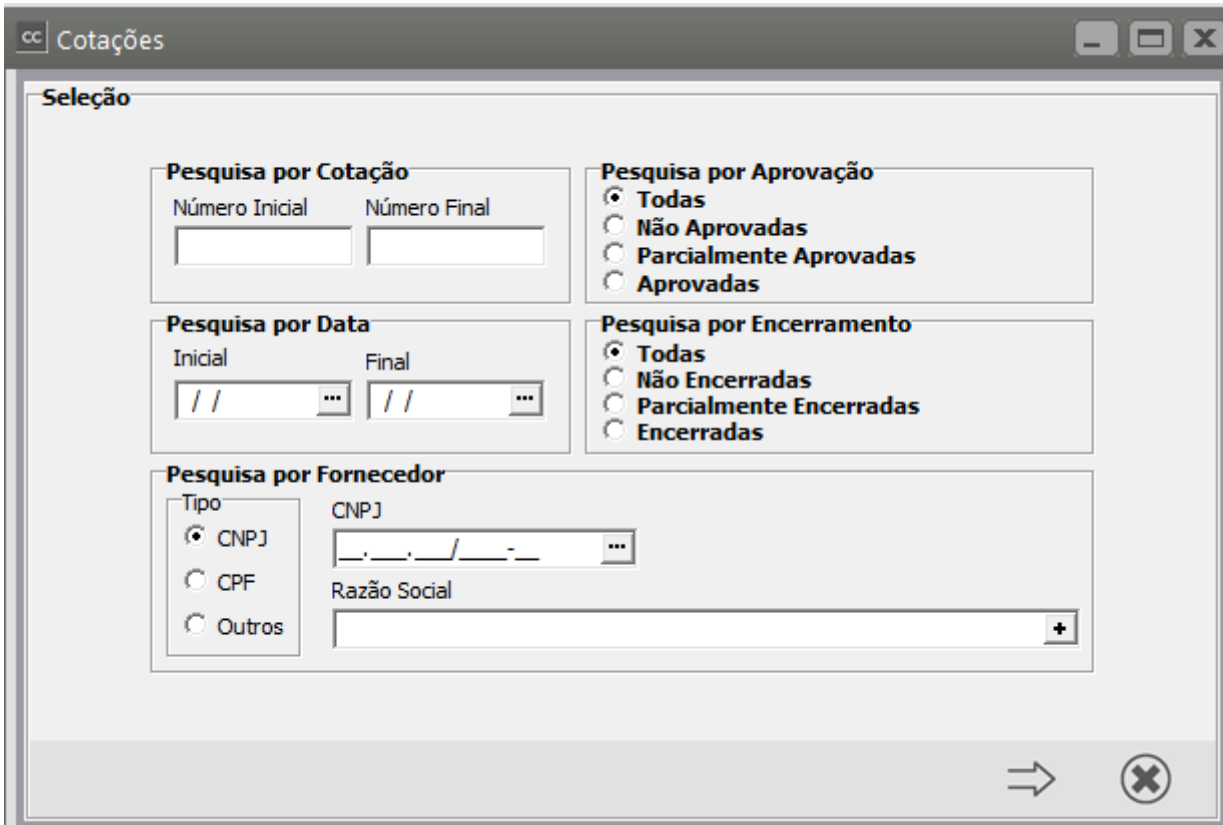 cc Cotações
Seleção
Pesquisa por Cotação
Número Inicial Número Final
Pesquisa por Aprovação
Todas
Não Aprovadas
Parcialmente Aprovadas
Aprovadas
Pesquisa por Data
Inicial Final
/ / ... / / ...
Pesquisa por Encerramento
Todas
Não Encerradas
Parcialmente Encerradas
Encerradas
Pesquisa por Fornecedor
Tipo
CNPJ
CPF
Outros
CNPJ
__.___.___/____-__ ...
Razão Social
+